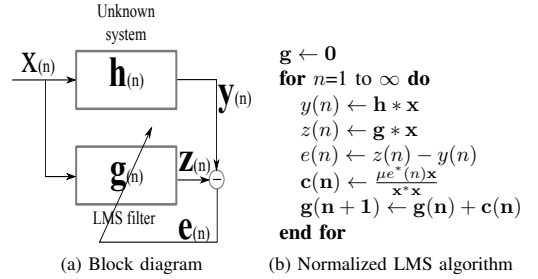 Unknown
system
X(n)
h(n)
y(n)
z(n)
g(n)
−
LMS filter
e(n)
(a) Block diagram
g ← 0
for n=1 to ∞ do
y(n) ← h ∗ x
z(n) ← g ∗ x
e(n) ← z(n) − y(n)
c(n) ← μe*(n)x / x*x
g(n + 1) ← g(n) + c(n)
end for
(b) Normalized LMS algorithm